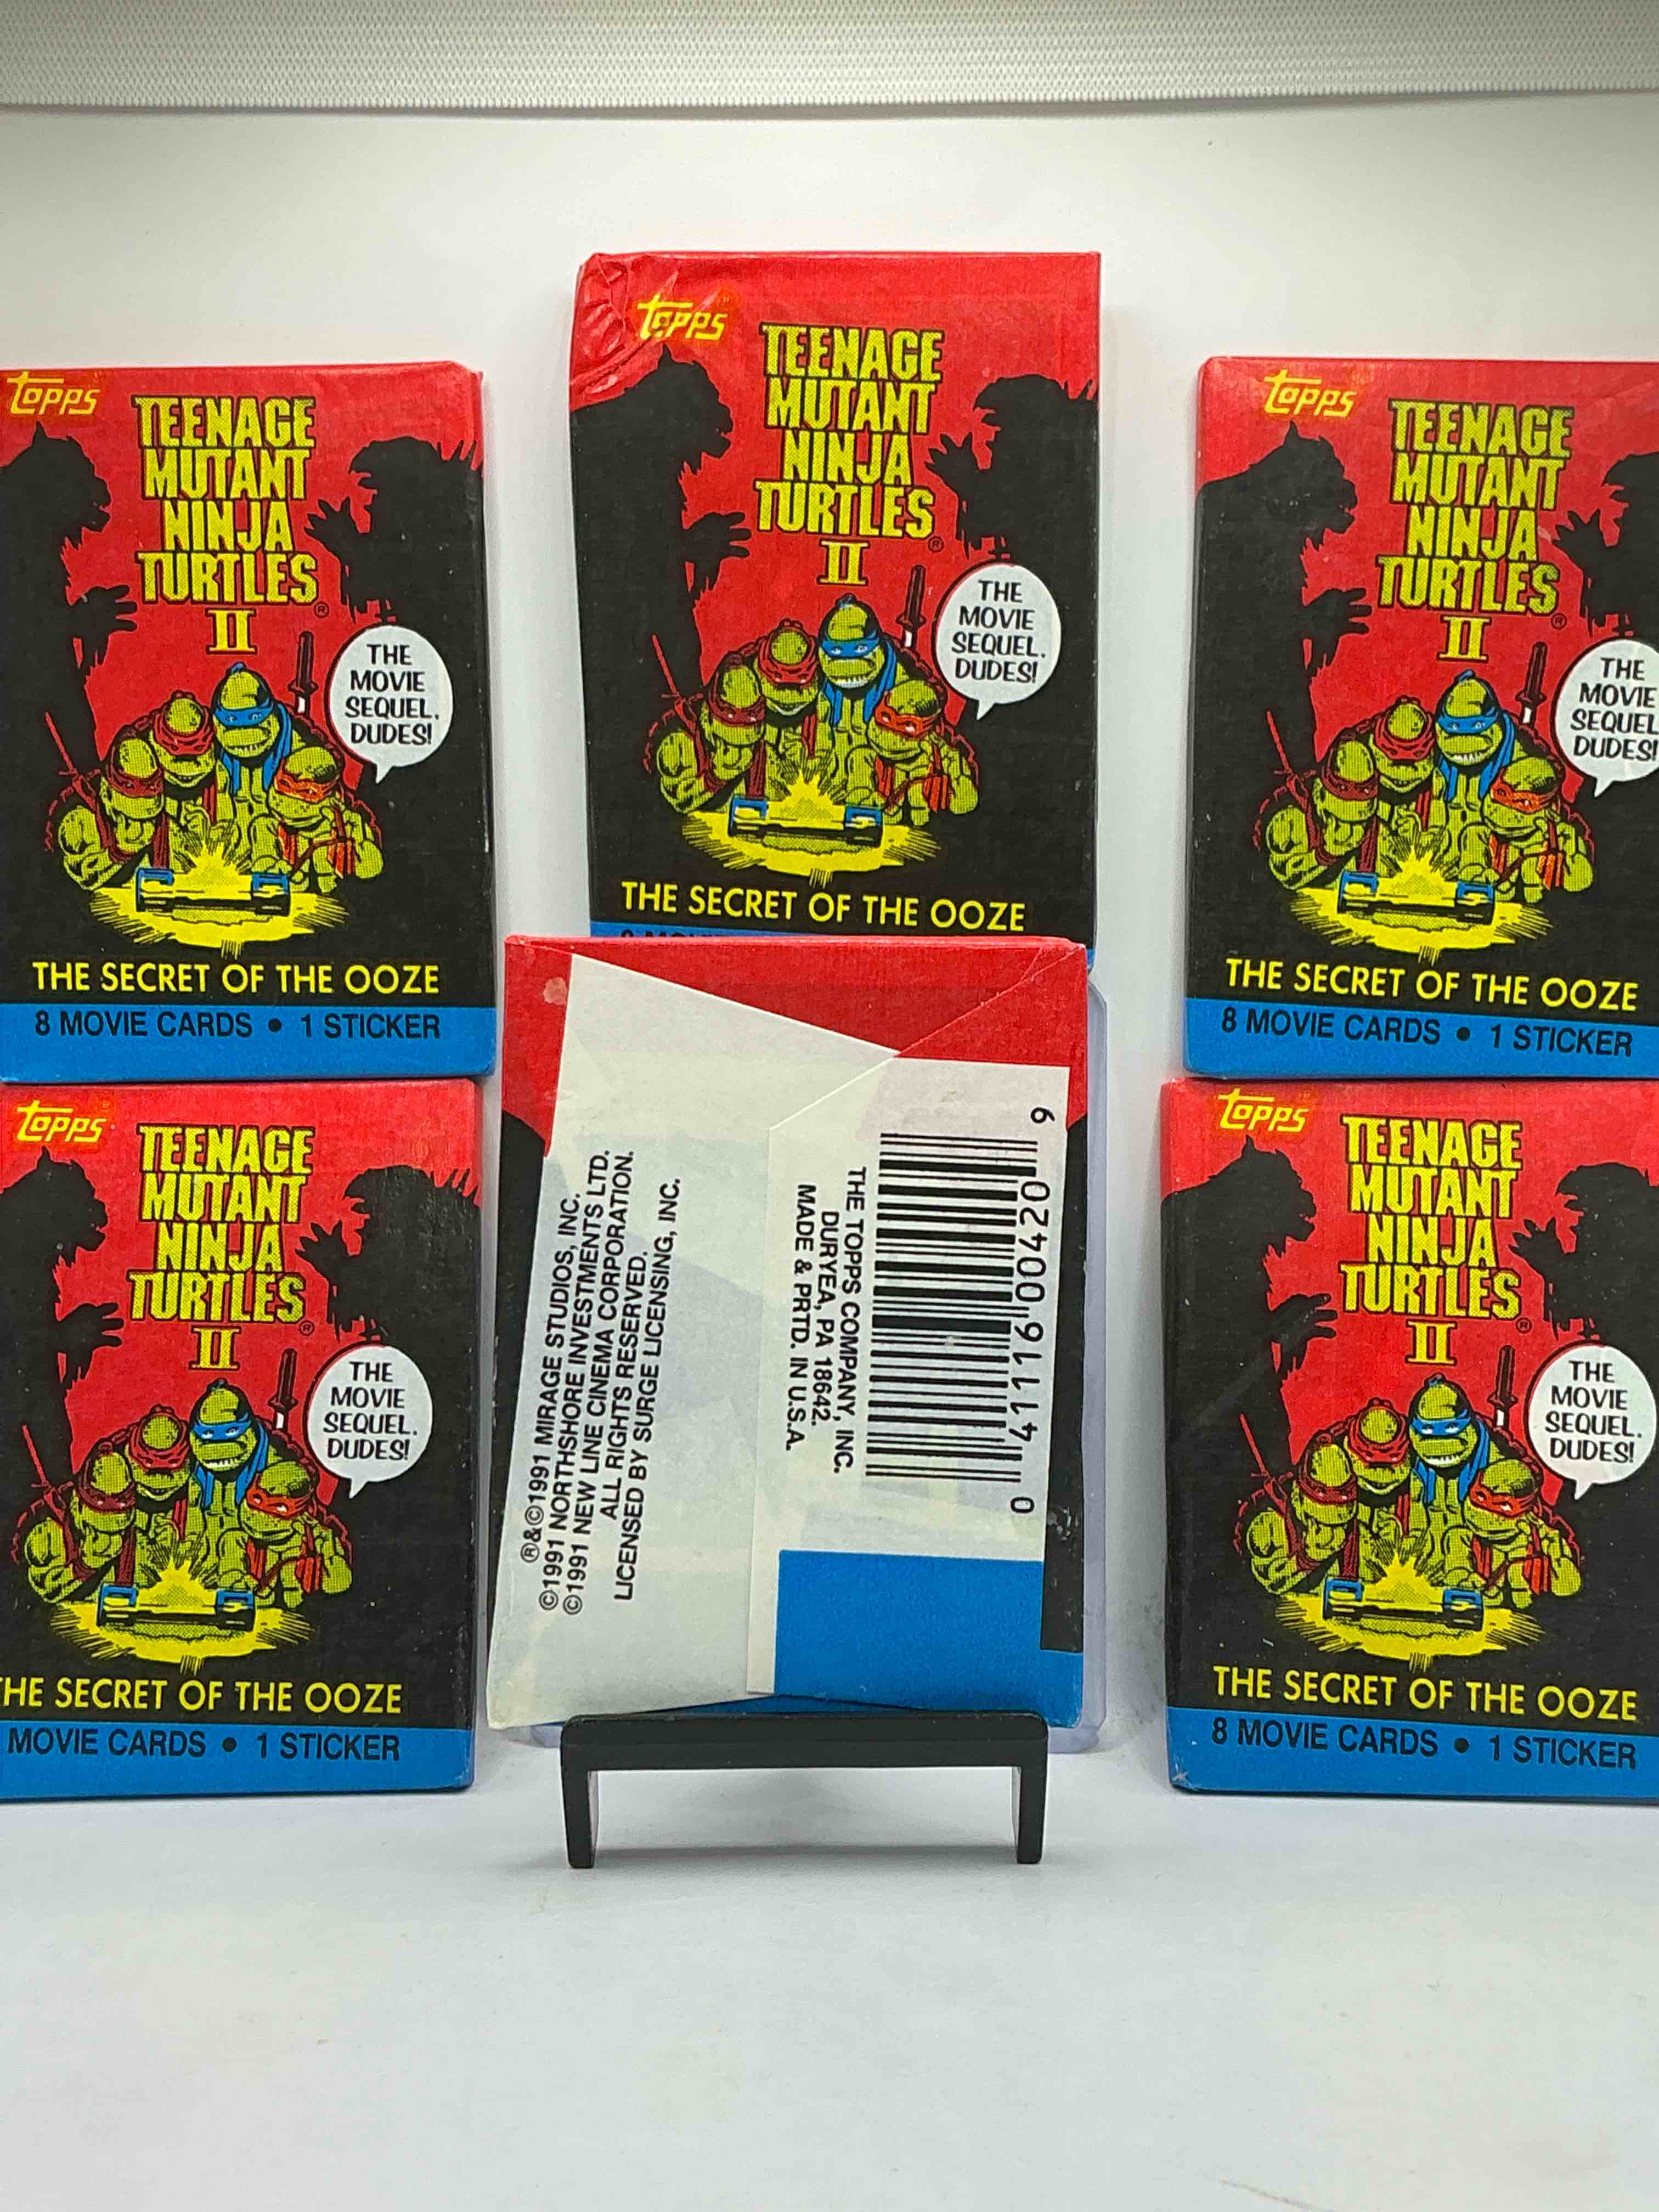 topps
TEENAGE
MUTANT
NINJA
TURTLES®
II
THE
MOVIE
SEQUEL,
DUDES!
THE SECRET OF THE OOZE
8 MOVIE CARDS • 1 STICKER
topps
TEENAGE
MUTANT
NINJA
TURTLES®
II
THE
MOVIE
SEQUEL,
DUDES!
THE SECRET OF THE OOZE
topps
TEENAGE
MUTANT
NINJA
TURTLES®
II
THE
MOVIE
SEQUEL
DUDES!
THE SECRET OF THE OOZE
8 MOVIE CARDS • 1 STICKER
topps
TEENAGE
MUTANT
NINJA
TURTLES®
II
THE
MOVIE
SEQUEL,
DUDES!
THE SECRET OF THE OOZE
MOVIE CARDS • 1 STICKER
®&©1991 MIRAGE STUDIOS, INC.
©1991 NORTHSHORE INVESTMENTS LTD.
©1991 NEW LINE CINEMA CORPORATION.
ALL RIGHTS RESERVED.
LICENSED BY SURGE LICENSING, INC.
THE TOPPS COMPANY, INC.
DURYEA, PA 18642.
MADE & PRTD. IN U.S.A.
0 41116 00420 9
topps
TEENAGE
MUTANT
NINJA
TURTLES®
II
THE
MOVIE
SEQUEL,
DUDES!
THE SECRET OF THE OOZE
8 MOVIE CARDS • 1 STICKER